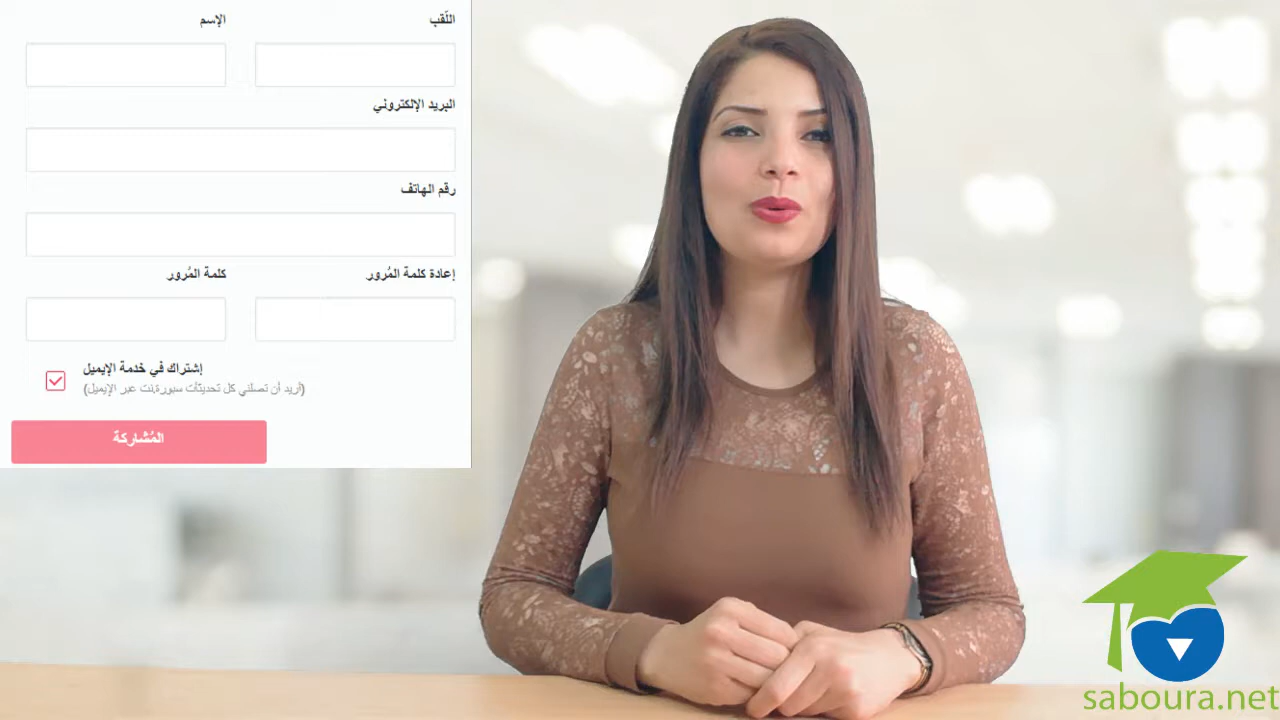 اللّقب
الإسم
البريد الإلكتروني
رقم الهاتف
إعادة كلمة المُرور
كلمة المُرور
إشتراك في خدمة الإيميل
(أريد أن تصلني كل تحديثات سبورة.نت عبر الإيميل)
المُشاركة
saboura.net